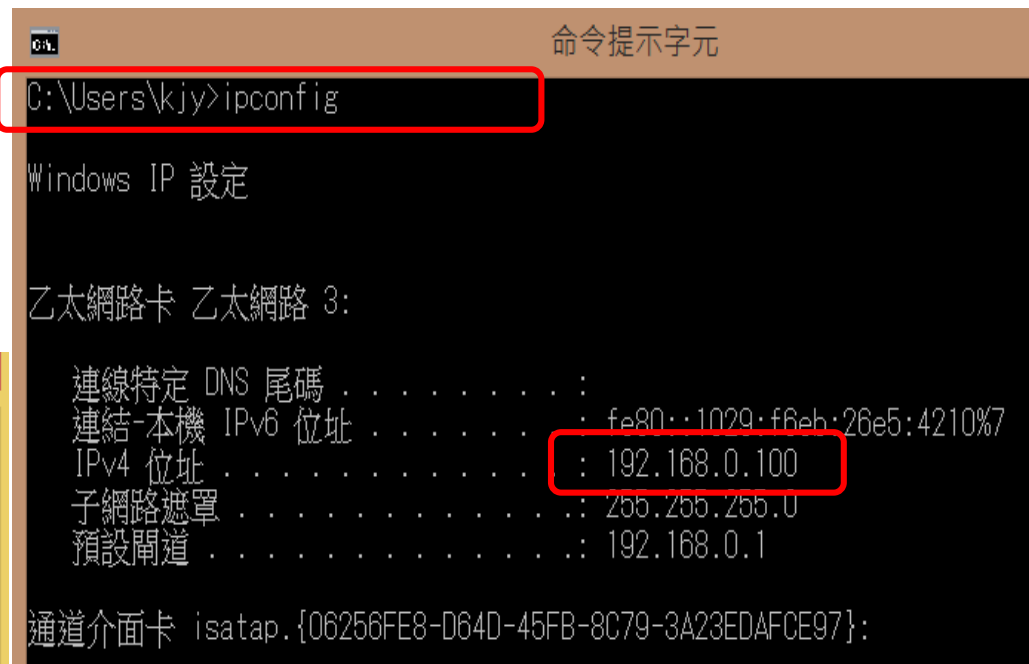 命令提示字元
C:\Users\kjy>ipconfig
Windows IP 設定
乙太網路卡 乙太網路 3:
連線特定 DNS 尾碼 . . . . . . . . :
連結-本機 IPv6 位址 . . . . . . . : fe80::1029:f6eb:26e5:4210%7
IPv4 位址 . . . . . . . . . . . . . : 192.168.0.100
子網路遮罩 . . . . . . . . . . . . .: 255.255.255.0
預設閘道 . . . . . . . . . . . . . .: 192.168.0.1
通道介面卡 isatap.{06256FE8-D64D-45FB-8C79-3A23EDAFCE97}: